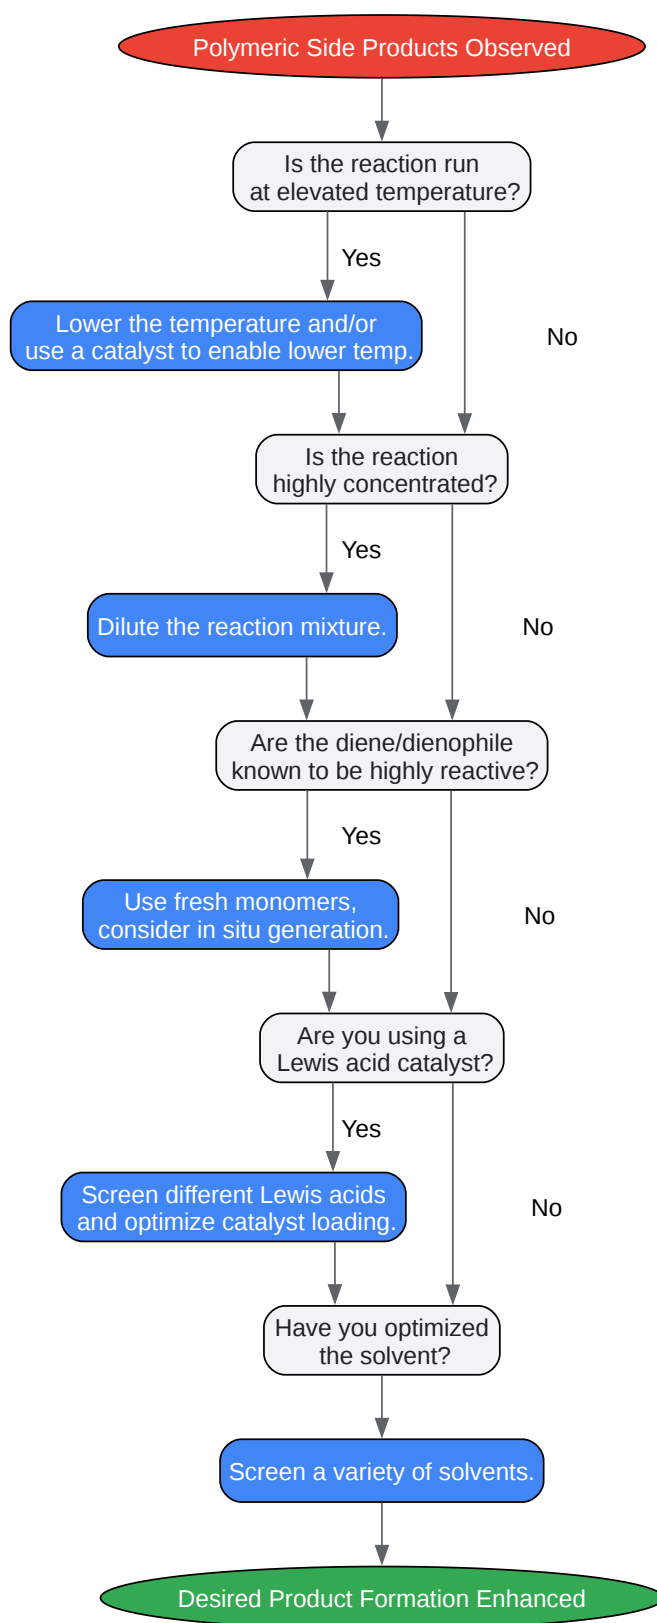 Polymeric Side Products Observed
Is the reaction run
at elevated temperature?
Yes
Lower the temperature and/or
use a catalyst to enable lower temp.
No
Is the reaction
highly concentrated?
Yes
Dilute the reaction mixture.
No
Are the diene/dienophile
known to be highly reactive?
Yes
Use fresh monomers,
consider in situ generation.
No
Are you using a
Lewis acid catalyst?
Yes
Screen different Lewis acids
and optimize catalyst loading.
No
Have you optimized
the solvent?
Screen a variety of solvents.
Desired Product Formation Enhanced